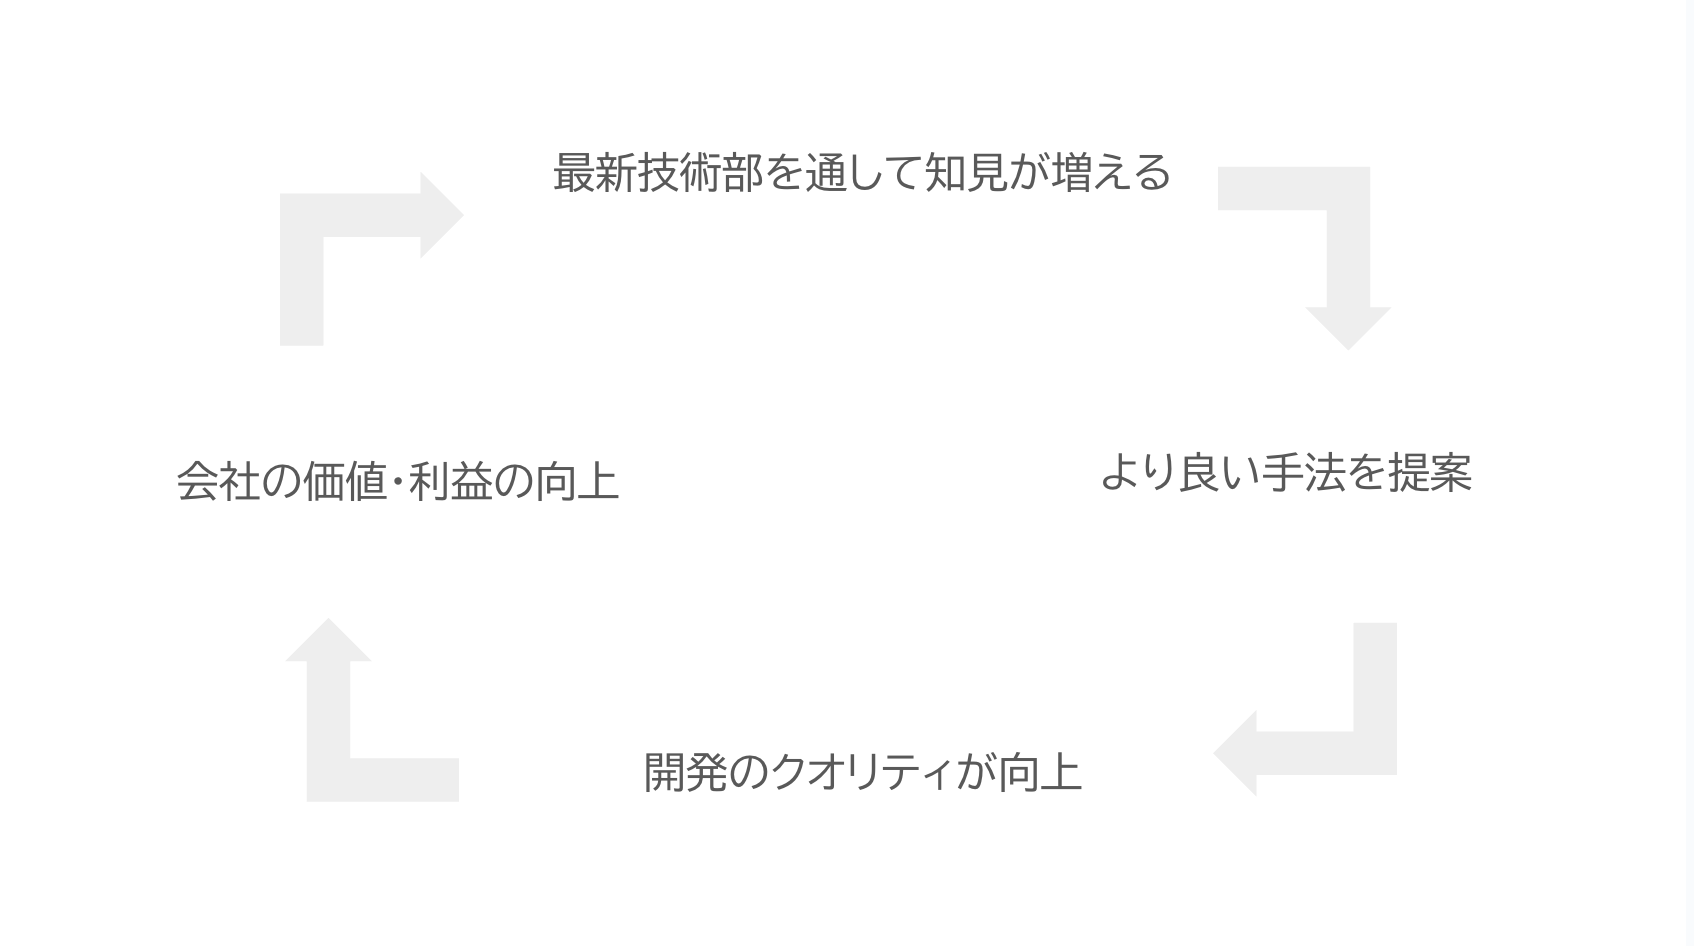 最新技術部を通して知見が増える
より良い手法を提案
開発のクオリティが向上
会社の価値・利益の向上